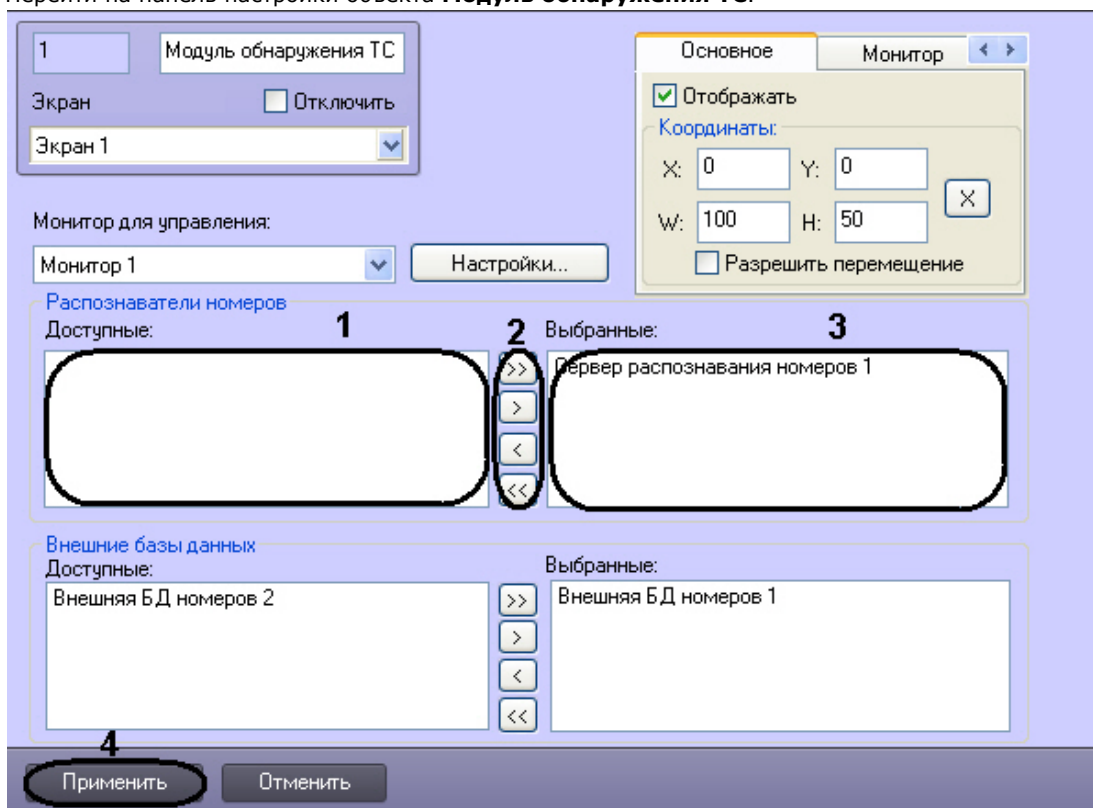 Перейти на панель настройки объекта Модуль обнаружения ТС.
1 Модуль обнаружения ТС
Экран Отключить
Экран 1
Основное Монитор
Отображать
Координаты:
X: 0 Y: 0
X
W: 100 H: 50
Разрешить перемещение
Монитор для управления:
Монитор 1 Настройки...
Распознаватели номеров
Доступные: 1 2 Выбранные: 3
>> Сервер распознавания номеров 1
>
<
<<
Внешние базы данных
Доступные: Выбранные:
Внешняя БД номеров 2 >> Внешняя БД номеров 1
>
<
<<
4
Применить Отменить